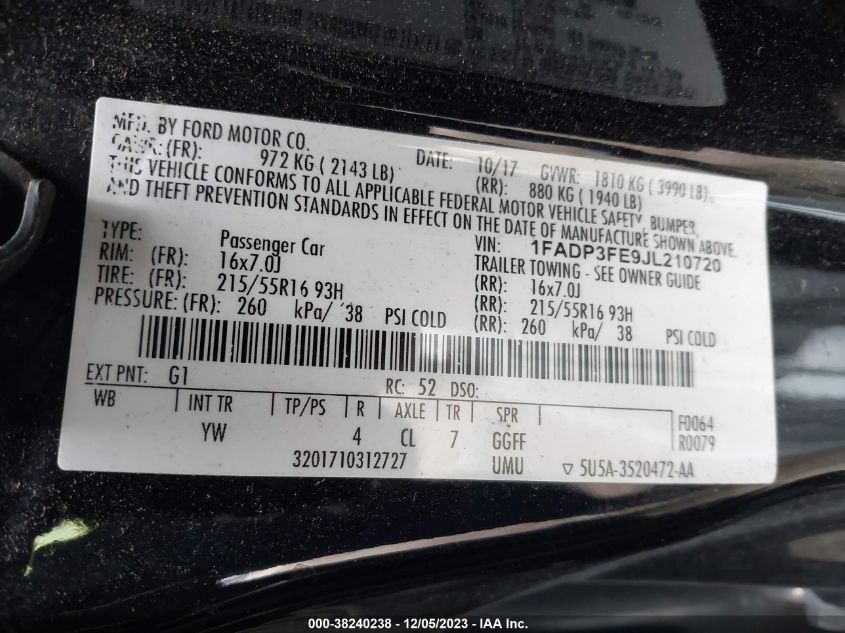 MFD. BY FORD MOTOR CO. DATE: 10/17 GVWR: 1810 KG ( 3990 LB)
GAWR: (FR): 972 KG ( 2143 LB) (RR): 880 KG ( 1940 LB)
THIS VEHICLE CONFORMS TO ALL APPLICABLE FEDERAL MOTOR VEHICLE SAFETY, BUMPER,
AND THEFT PREVENTION STANDARDS IN EFFECT ON THE DATE OF MANUFACTURE SHOWN ABOVE.
TYPE: Passenger Car VIN: 1FADP3FE9JL210720
TRAILER TOWING - SEE OWNER GUIDE
RIM: (FR): 16x7.0J (RR): 16x7.0J
TIRE: (FR): 215/55R16 93H (RR): 215/55R16 93H
PRESSURE: (FR): 260 kPa/ 38 PSI COLD (RR): 260 kPa/ 38 PSI COLD
EXT PNT: G1 RC: 52 DSO:
WB INT TR TP/PS R AXLE TR SPR F0064
YW 4 CL 7 GGFF R0079
3201710312727 UMU ▽ 5U5A-3520472-AA
000-38240238 - 12/05/2023 - IAA Inc.